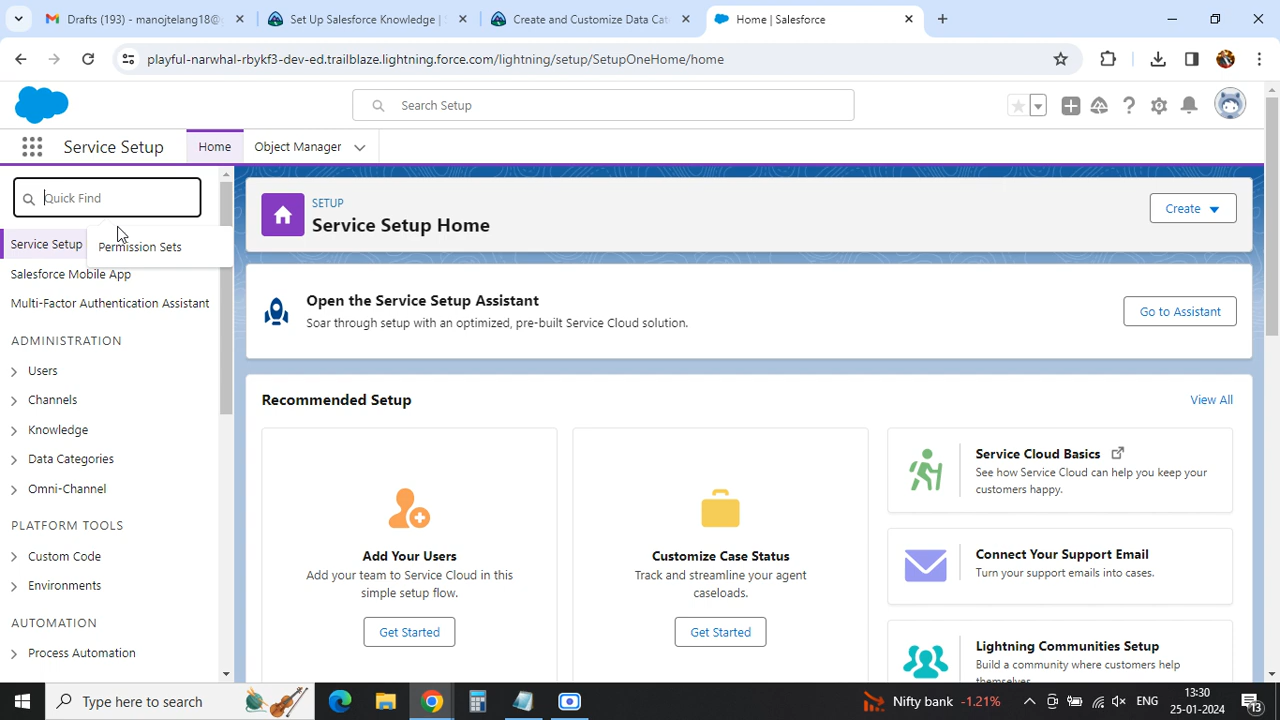 Drafts (193) - manojtelang18@
Set Up Salesforce Knowledge |
Create and Customize Data Cat
Home | Salesforce
playful-narwhal-rbykf3-dev-ed.trailblaze.lightning.force.com/lightning/setup/SetupOneHome/home
Search Setup
Service Setup
Home
Object Manager
Quick Find
Permission Sets
Service Setup
Salesforce Mobile App
Multi-Factor Authentication Assistant
ADMINISTRATION
Users
Channels
Knowledge
Data Categories
Omni-Channel
PLATFORM TOOLS
Custom Code
Environments
AUTOMATION
Process Automation
SETUP
Service Setup Home
Create
Open the Service Setup Assistant
Soar through setup with an optimized, pre-built Service Cloud solution.
Go to Assistant
Recommended Setup
View All
Add Your Users
Add your team to Service Cloud in this
simple setup flow.
Get Started
Customize Case Status
Track and streamline your agent
caseloads.
Get Started
Service Cloud Basics
See how Service Cloud can help you keep your
customers happy.
Connect Your Support Email
Turn your support emails into cases.
Lightning Communities Setup
Build a community where customers help
themselves.
Type here to search
Nifty bank -1.21%
ENG
13:30
25-01-2024
13